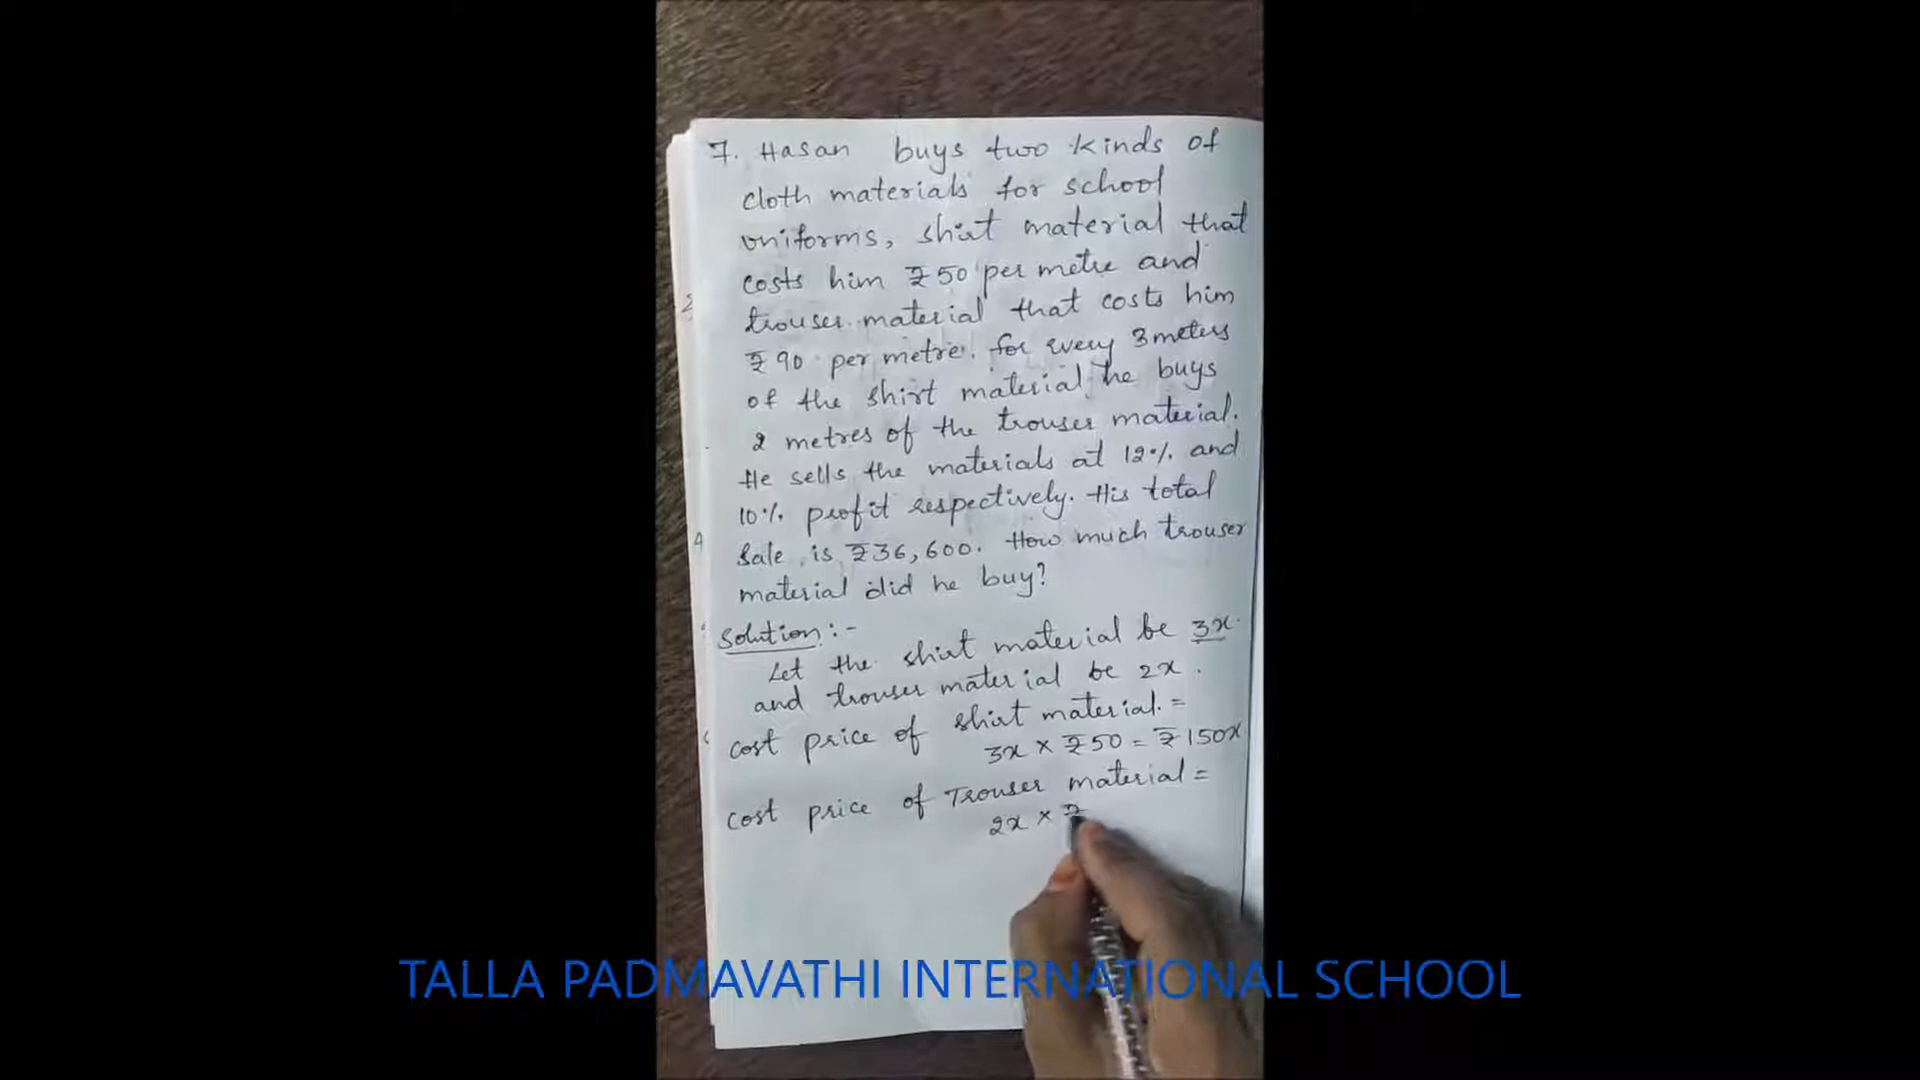 7. Hasan buys two kinds of
cloth materials for school
uniforms, shirt material that
costs him ₹50 per metre and
trouser material that costs him
₹90 per metre. for every 3meters
of the shirt material he buys
2 metres of the trouser material.
He sells the materials at 12% and
10% profit respectively. His total
sale is ₹36,600. How much trouser
material did he buy?
Solution:-
Let the shirt material be 3x.
and trouser material be 2x.
cost price of shirt material. =
3x × ₹50 = ₹150x
cost price of Trouser material =
2x × ₹
TALLA PADMAVATHI INTERNATIONAL SCHOOL